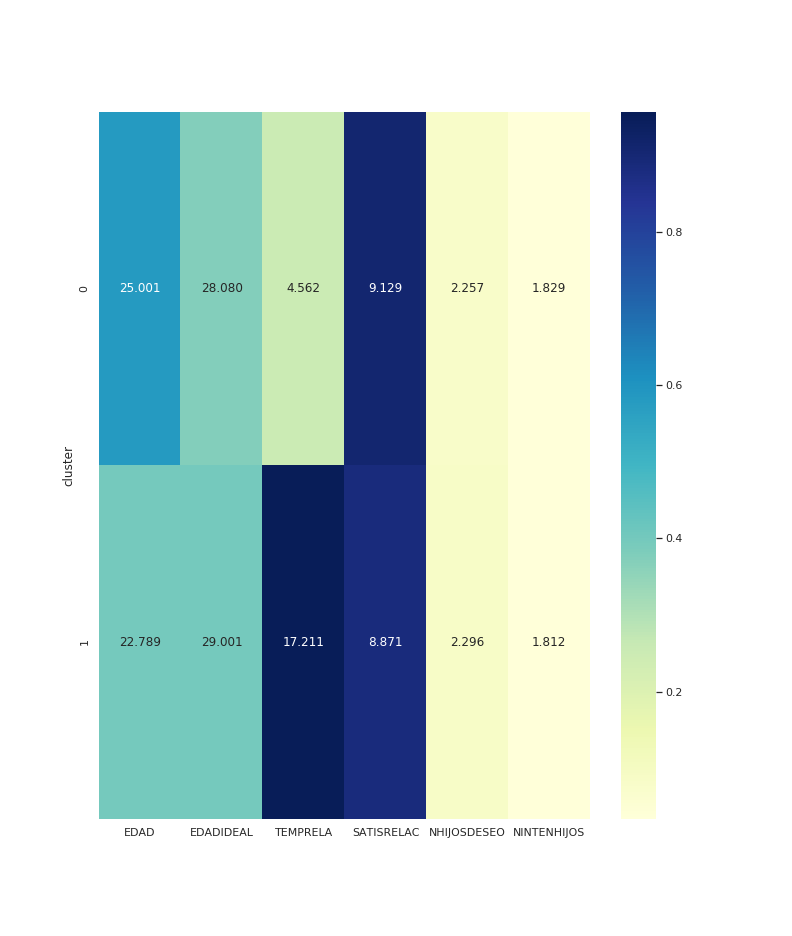 25.001 28.080 4.562 9.129 2.257 1.829
0
22.789 29.001 17.211 8.871 2.296 1.812
1
cluster
EDAD EDADIDEAL TEMPRELA SATISRELAC NHIJOSDESEO NINTENHIJOS
0.8
0.6
0.4
0.2